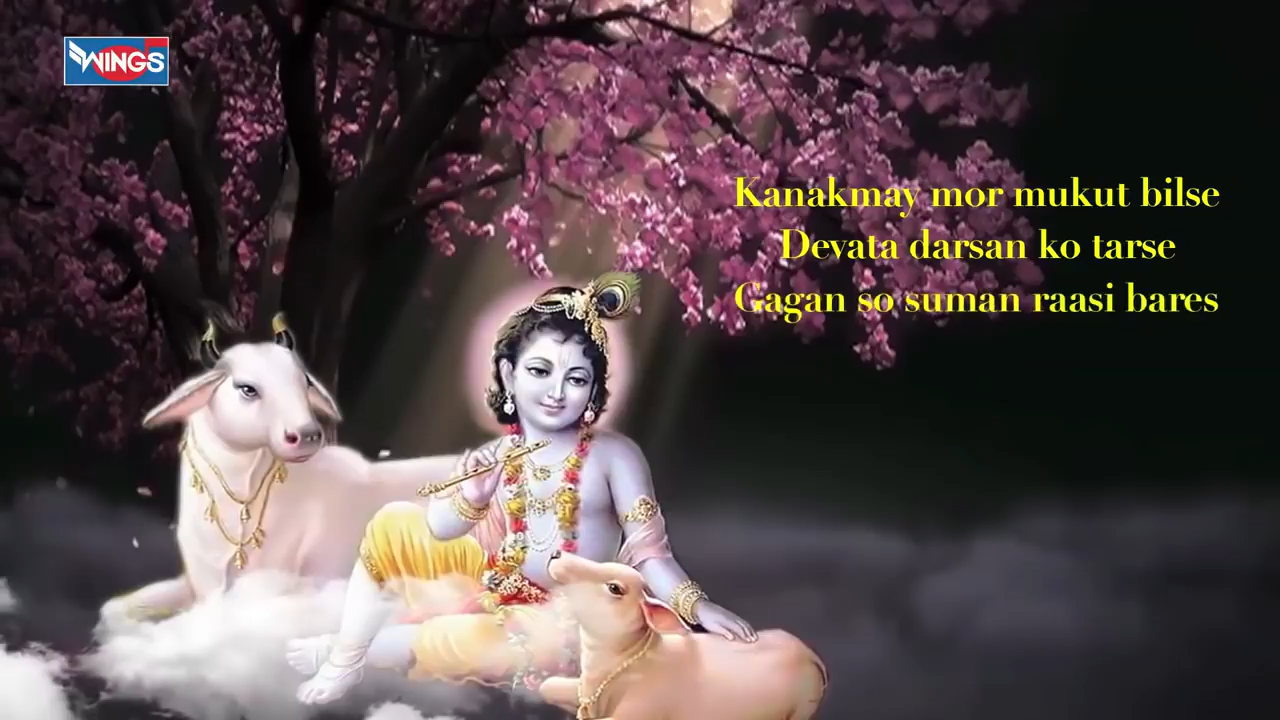 WINGS
Kanakmay mor mukut bilse
Devata darsan ko tarse
Gagan so suman raasi bares